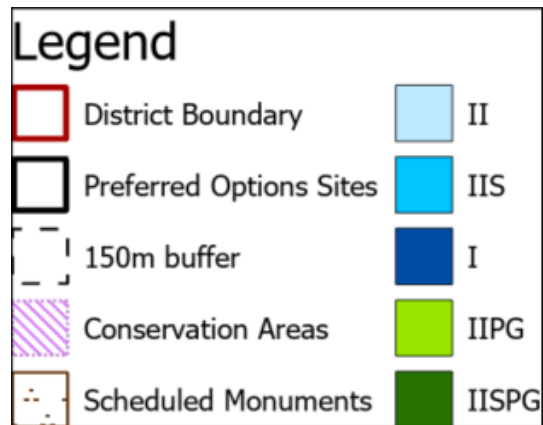 Legend
District Boundary
Preferred Options Sites
150m buffer
Conservation Areas
Scheduled Monuments
II
IIS
I
IIPG
IISPG